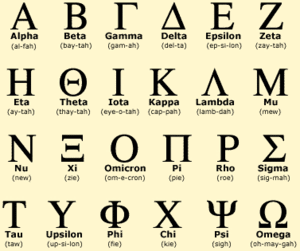 Α Β Γ Δ Ε Ζ
Alpha Beta Gamma Delta Epsilon Zeta
(al-fah) (bay-tah) (gam-ah) (del-ta) (ep-si-lon) (zay-tah)
Η Θ Ι Κ Λ Μ
Eta Theta Iota Kappa Lambda Mu
(ay-tah) (thay-tah) (eye-o-tah) (cap-pah) (lamb-dah) (mew)
Ν Ξ Ο Π Ρ Σ
Nu Xi Omicron Pi Rho Sigma
(new) (zie) (om-e-cron) (pie) (roe) (sig-mah)
Τ Υ Φ Χ Ψ Ω
Tau Upsilon Phi Chi Psi Omega
(taw) (up-si-lon) (fie) (kie) (sigh) (oh-may-gah)